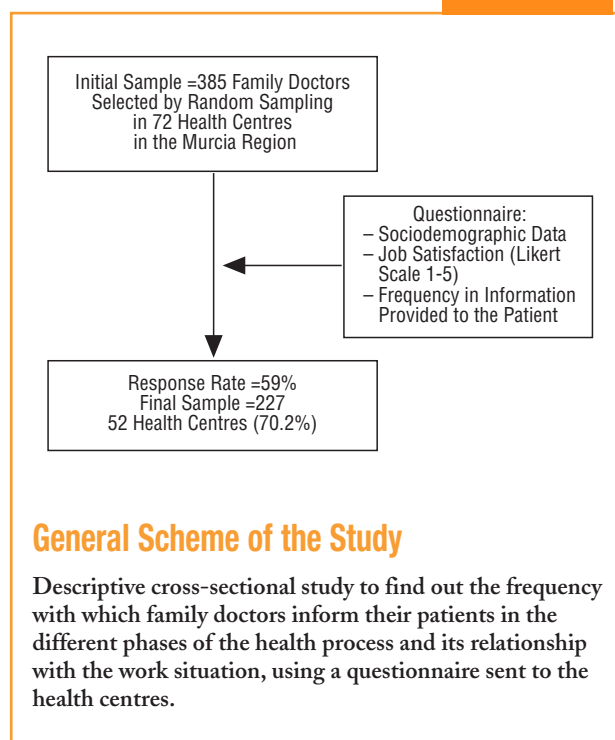 Initial Sample =385 Family Doctors
Selected by Random Sampling
in 72 Health Centres
in the Murcia Region
Questionnaire:
– Sociodemographic Data
– Job Satisfaction (Likert
Scale 1-5)
– Frequency in Information
Provided to the Patient
Response Rate =59%
Final Sample =227
52 Health Centres (70.2%)
General Scheme of the Study
Descriptive cross-sectional study to find out the frequency
with which family doctors inform their patients in the
different phases of the health process and its relationship
with the work situation, using a questionnaire sent to the
health centres.